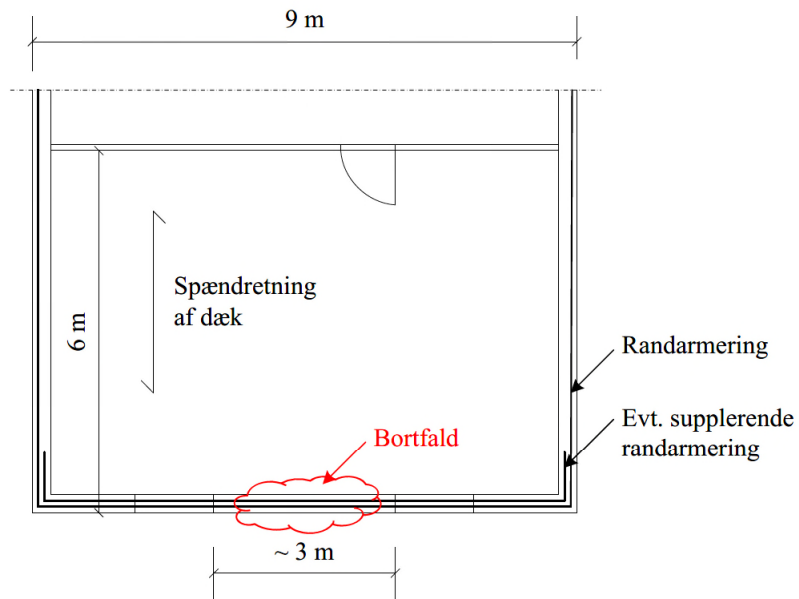 9 m
Spændretning
af dæk
6 m
Randarmering
Evt. supplerende
randarmering
Bortfald
~ 3 m